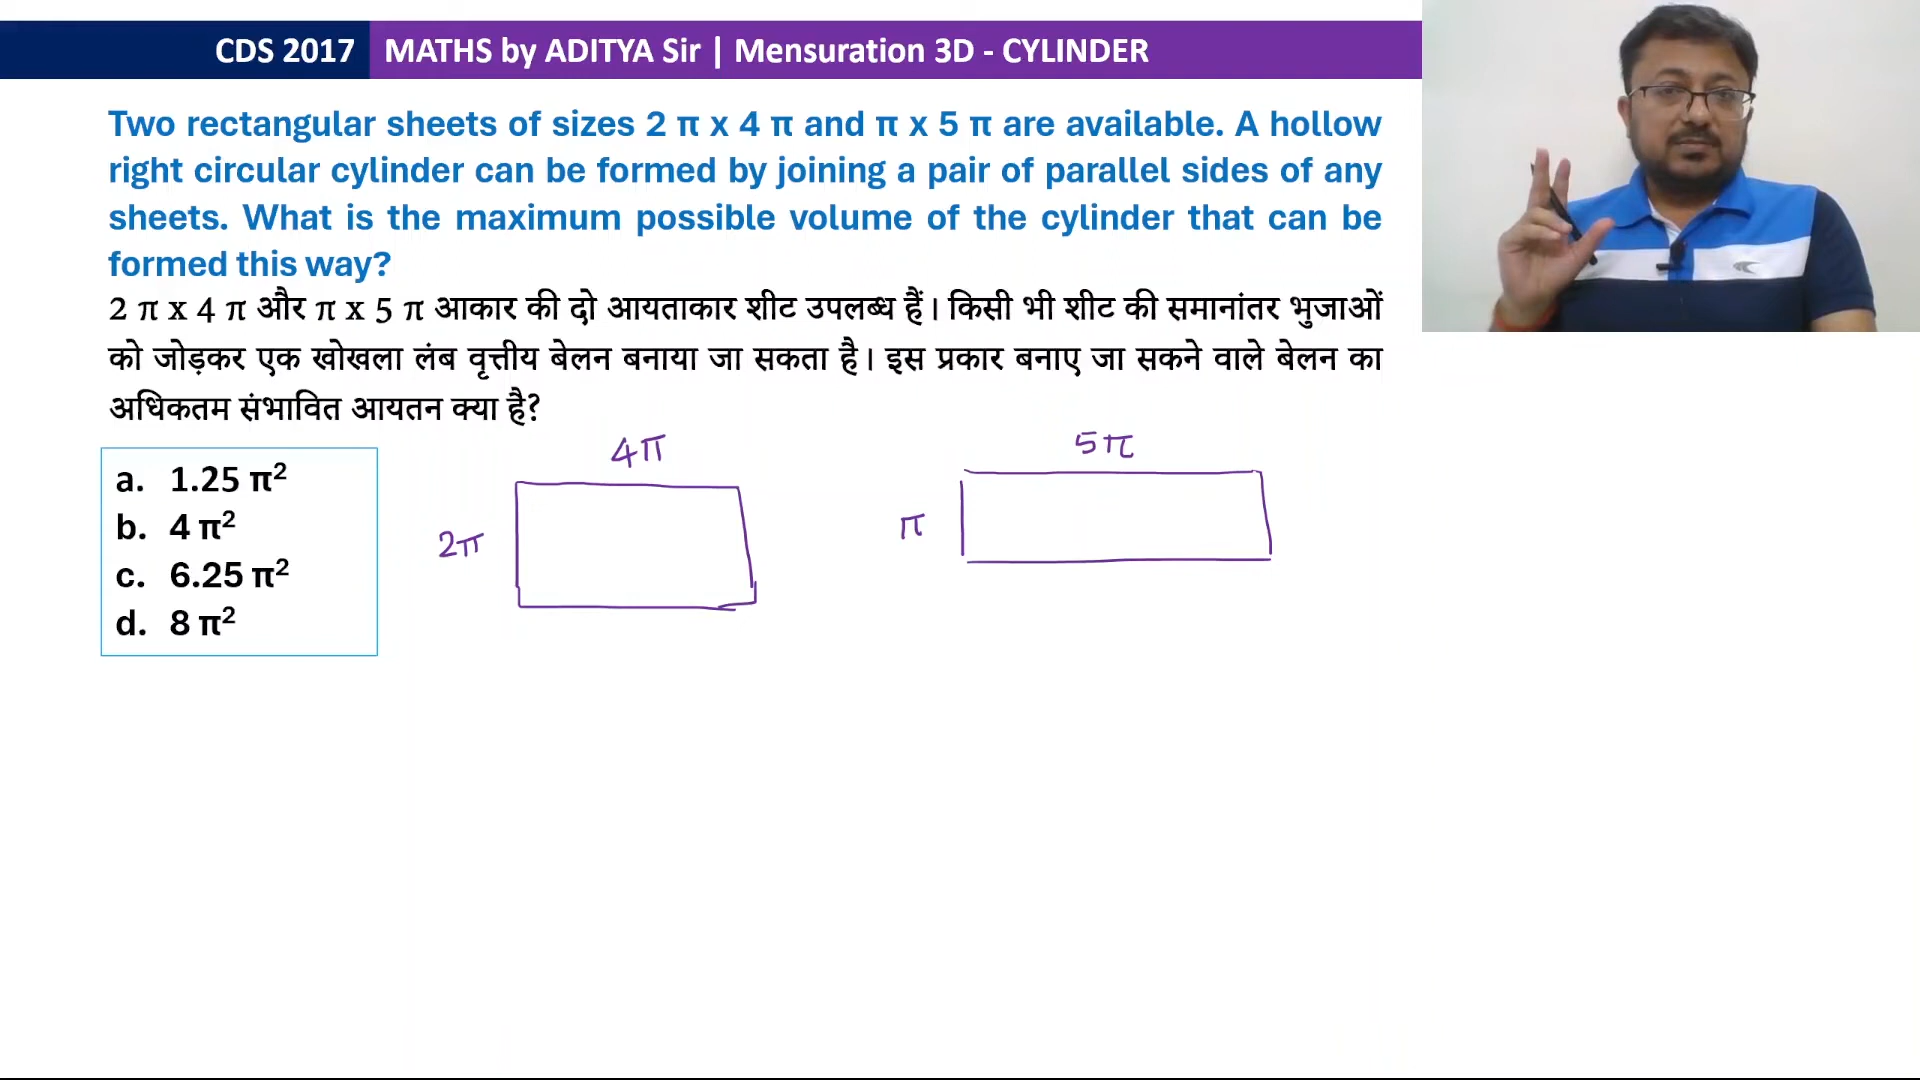 CDS 2017
MATHS by ADITYA Sir | Mensuration 3D - CYLINDER
Two rectangular sheets of sizes 2 π x 4 π and π x 5 π are available. A hollow
right circular cylinder can be formed by joining a pair of parallel sides of any
sheets. What is the maximum possible volume of the cylinder that can be
formed this way?
2 π x 4 π और π x 5 π आकार की दो आयताकार शीट उपलब्ध हैं। किसी भी शीट की समानांतर भुजाओं
को जोड़कर एक खोखला लंब वृत्तीय बेलन बनाया जा सकता है। इस प्रकार बनाए जा सकने वाले बेलन का
अधिकतम संभावित आयतन क्या है?
a. 1.25 π²
b. 4 π²
c. 6.25 π²
d. 8 π²
4π
2π
5π
π